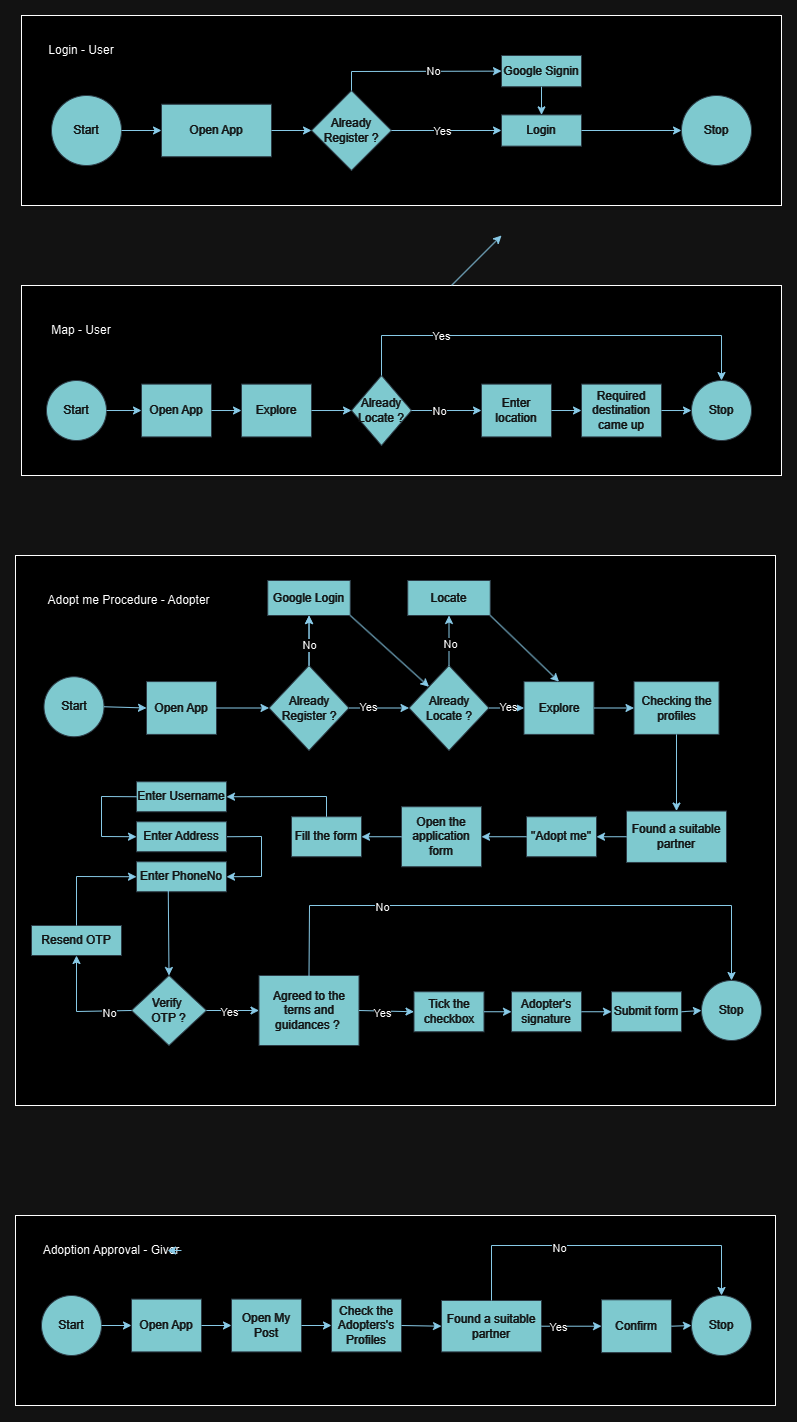 Login - User
No
Google Signin
Start
Open App
Already
Register ?
Yes
Login
Stop
Map - User
Yes
Start
Open App
Explore
Already
Locate ?
No
Enter
location
Required
destination
came up
Stop
Adopt me Procedure - Adopter
Google Login
Locate
No
No
Start
Open App
Already
Register ?
Yes
Already
Locate ?
Yes
Explore
Checking the
profiles
Enter Username
Enter Address
Enter PhoneNo
Fill the form
Open the
application
form
"Adopt me"
Found a suitable
partner
No
Resend OTP
No
Verify
OTP ?
Yes
Agreed to the
terns and
guidances ?
Yes
Tick the
checkbox
Adopter's
signature
Submit form
Stop
Adoption Approval - Giver
No
Start
Open App
Open My
Post
Check the
Adopters's
Profiles
Found a suitable
partner
Yes
Confirm
Stop